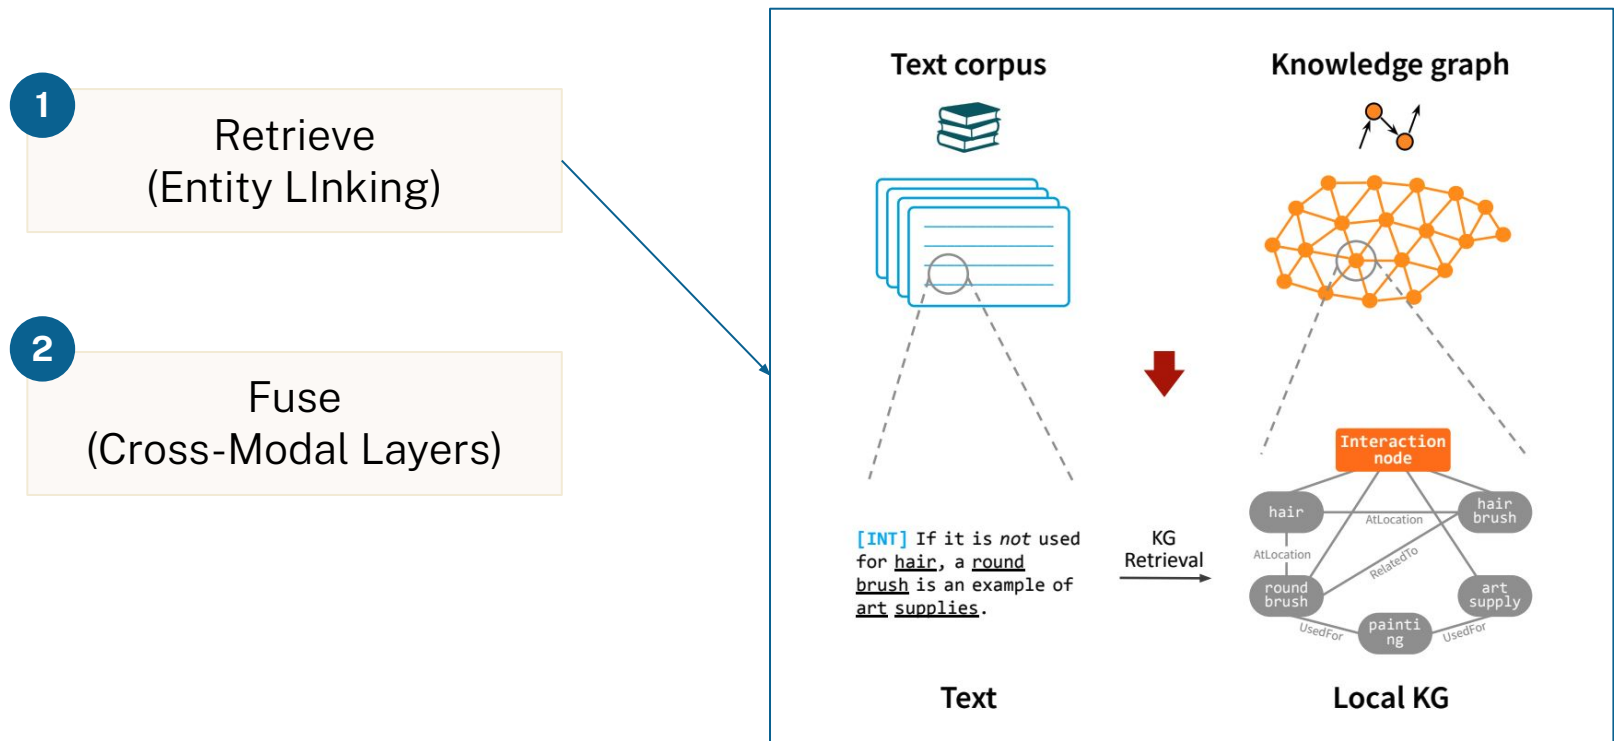 1
Retrieve
(Entity LInking)
2
Fuse
(Cross-Modal Layers)
Text corpus
Knowledge graph
[INT] If it is not used
for hair, a round
brush is an example of
art supplies.
KG
Retrieval
Interaction
node
hair
AtLocation
hair
brush
AtLocation
RelatedTo
round
brush
art
supply
UsedFor
painti
ng
UsedFor
Text
Local KG